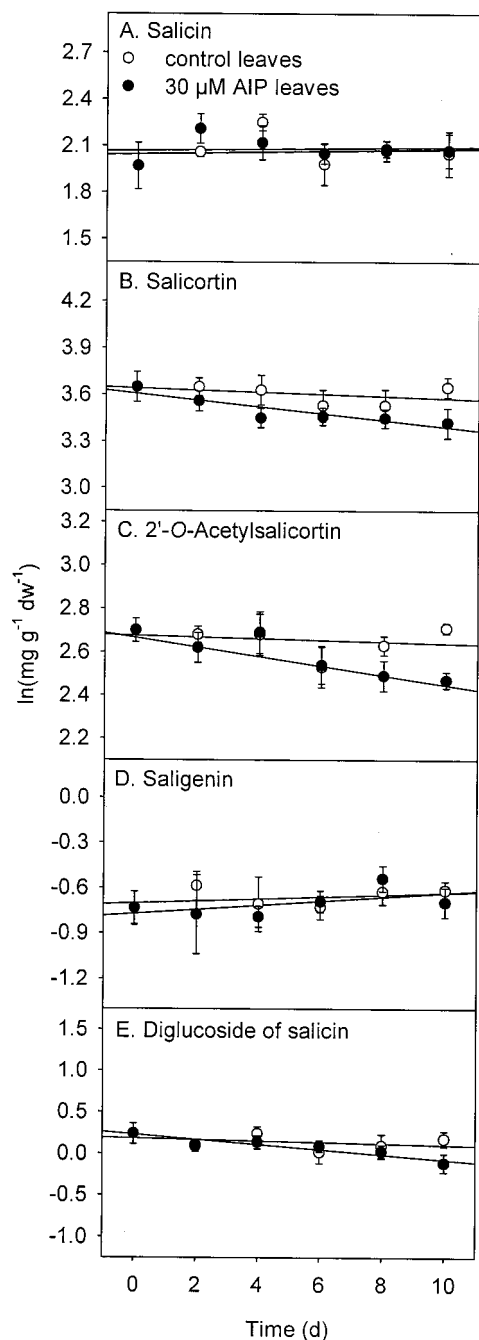 A. Salicin
control leaves
30 µM AIP leaves
2.7
2.4
2.1
1.8
1.5
B. Salicortin
4.2
3.9
3.6
3.3
3.0
C. 2'-O-Acetylsalicortin
3.2
3.0
2.8
2.6
2.4
2.2
ln(mg g⁻¹ dw⁻¹)
D. Saligenin
0.0
-0.3
-0.6
-0.9
-1.2
E. Diglucoside of salicin
1.5
1.0
0.5
0.0
-0.5
-1.0
0 2 4 6 8 10
Time (d)